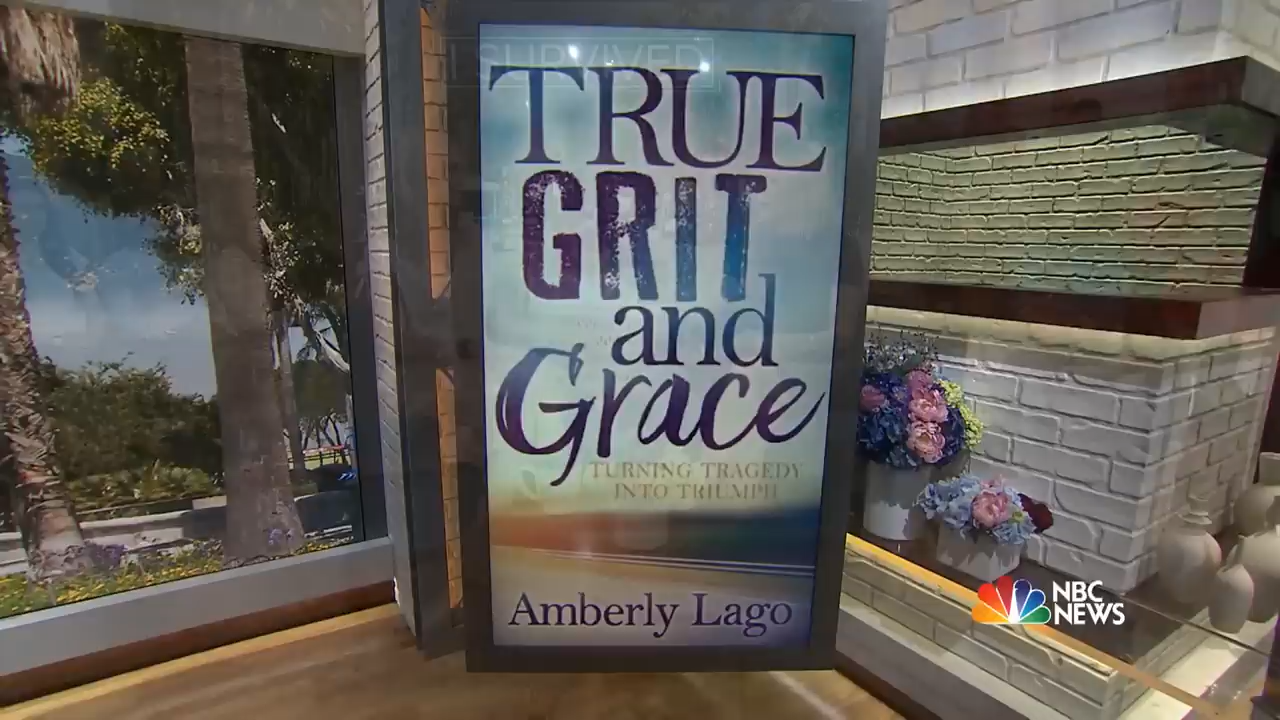 I SURVIVED
TRUE
GRIT
and
Grace
TURNING TRAGEDY
INTO TRIUMPH
Amberly Lago
NBC
NEWS